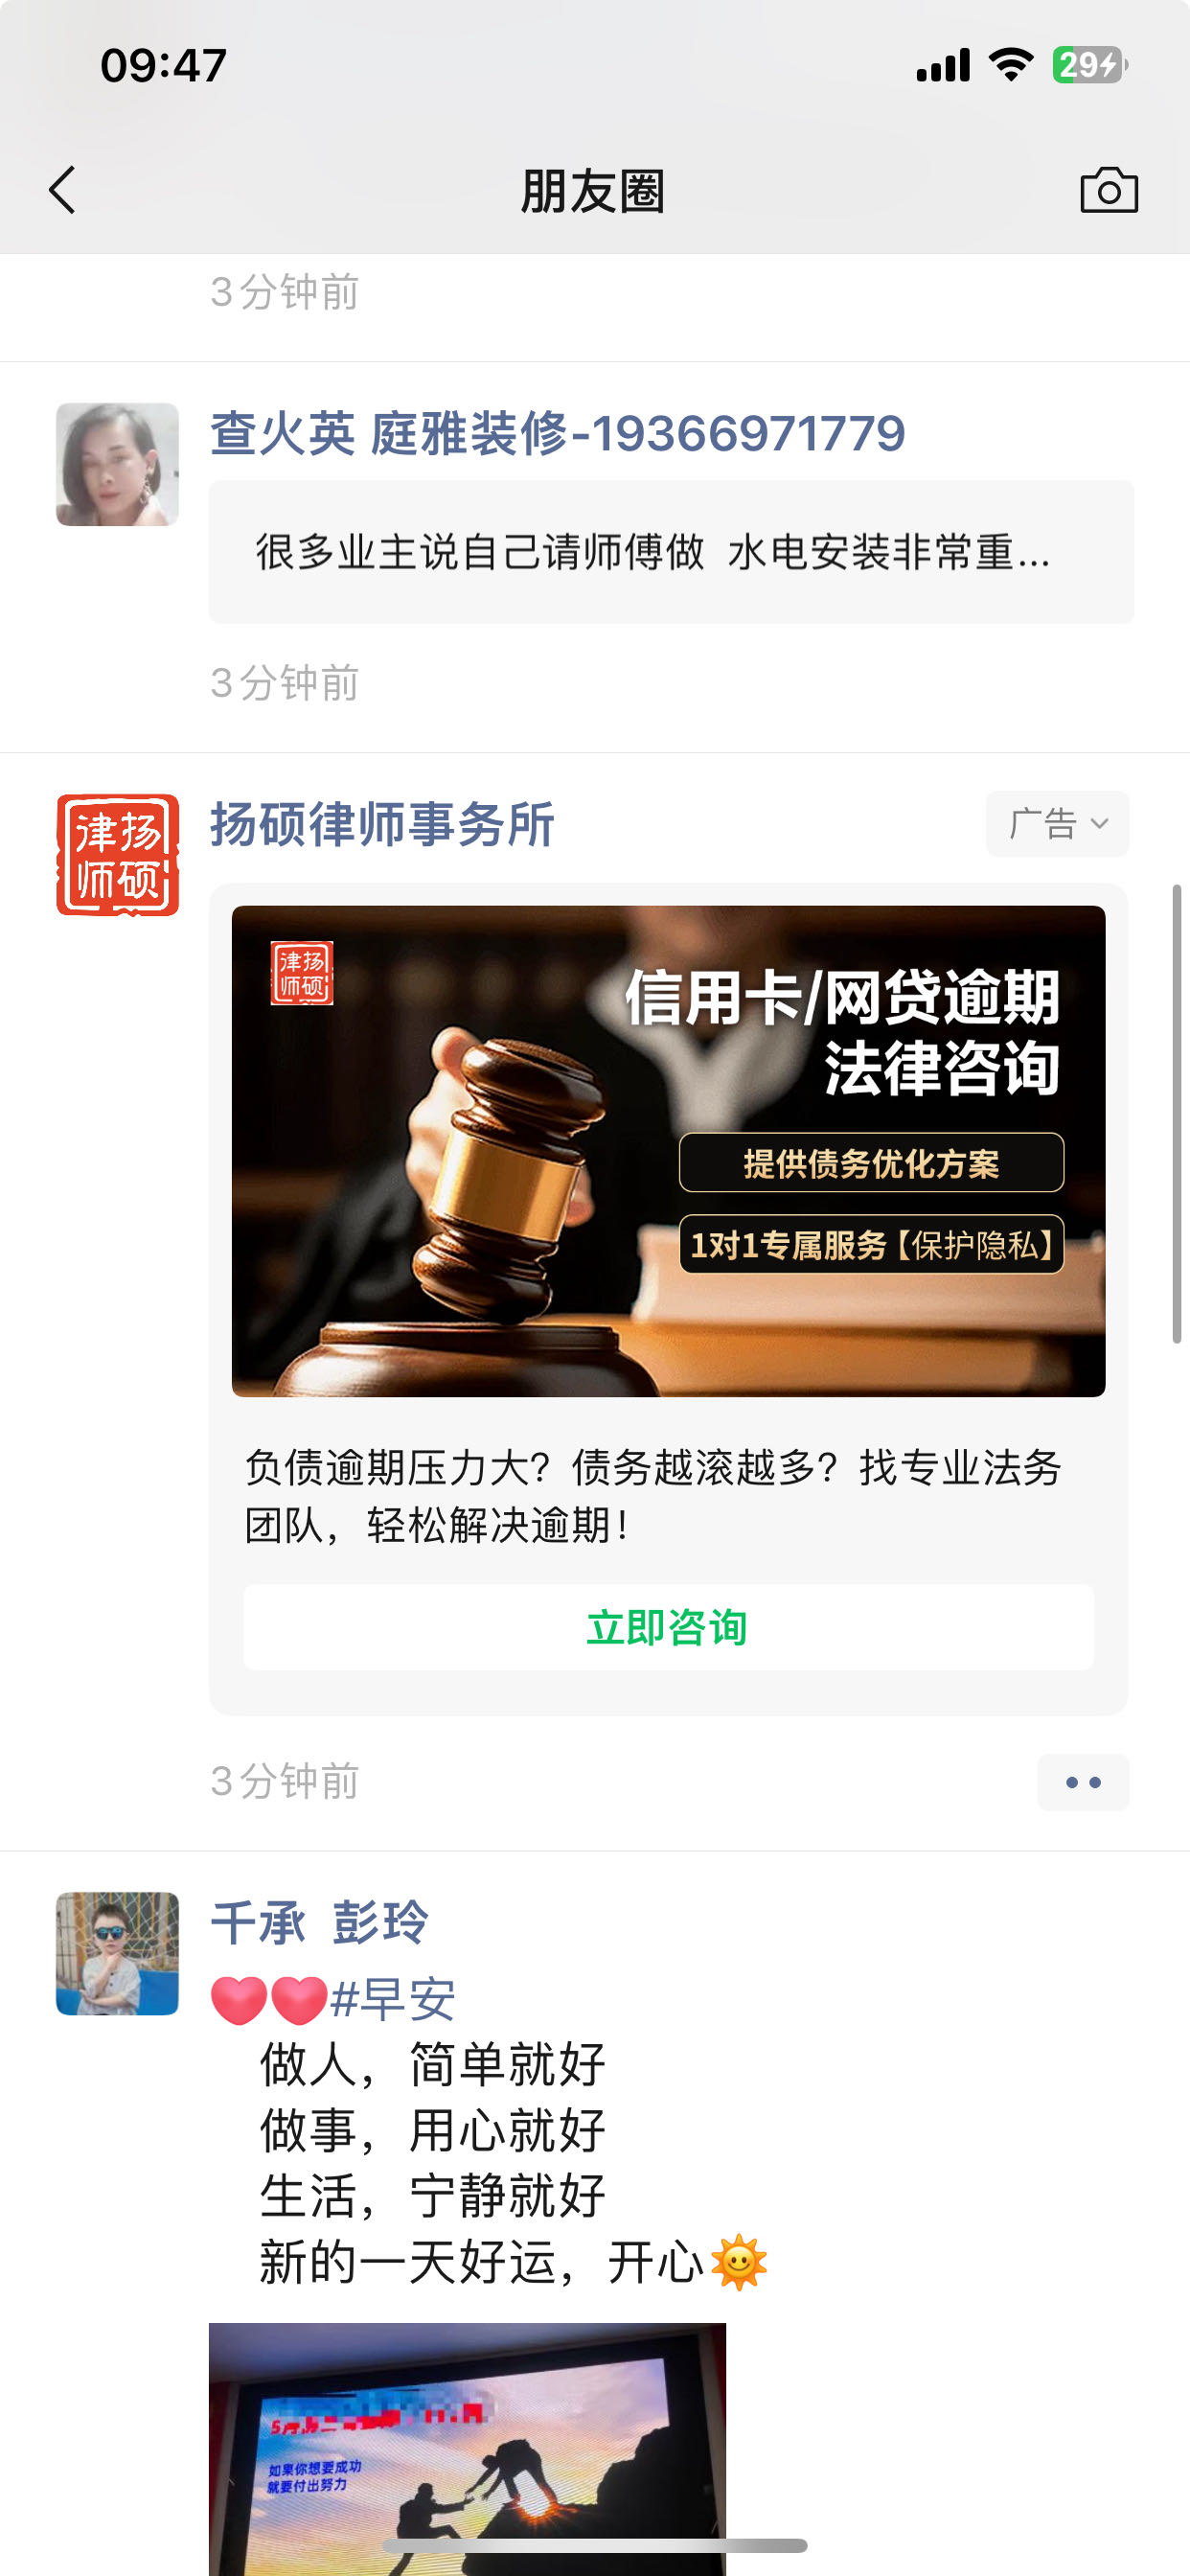 09:47
29
朋友圈
3分钟前
查火英 庭雅装修-19366971779
很多业主说自己请师傅做 水电安装非常重...
3分钟前
律扬
师硕
扬硕律师事务所
广告
律扬
师硕
信用卡/网贷逾期
法律咨询
提供债务优化方案
1对1专属服务【保护隐私】
负债逾期压力大？债务越滚越多？找专业法务
团队，轻松解决逾期！
立即咨询
3分钟前
千承 彭玲
#早安
做人，简单就好
做事，用心就好
生活，宁静就好
新的一天好运，开心
如果你想要成功
就要付出努力